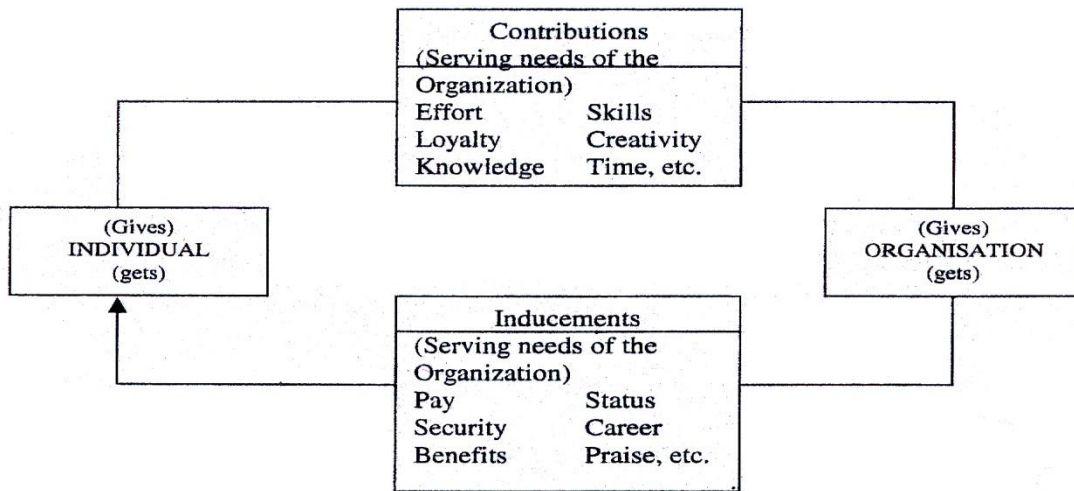 Contributions
(Serving needs of the
Organization)
Effort Skills
Loyalty Creativity
Knowledge Time, etc.
(Gives)
INDIVIDUAL
(gets)
(Gives)
ORGANISATION
(gets)
Inducements
(Serving needs of the
Organization)
Pay Status
Security Career
Benefits Praise, etc.